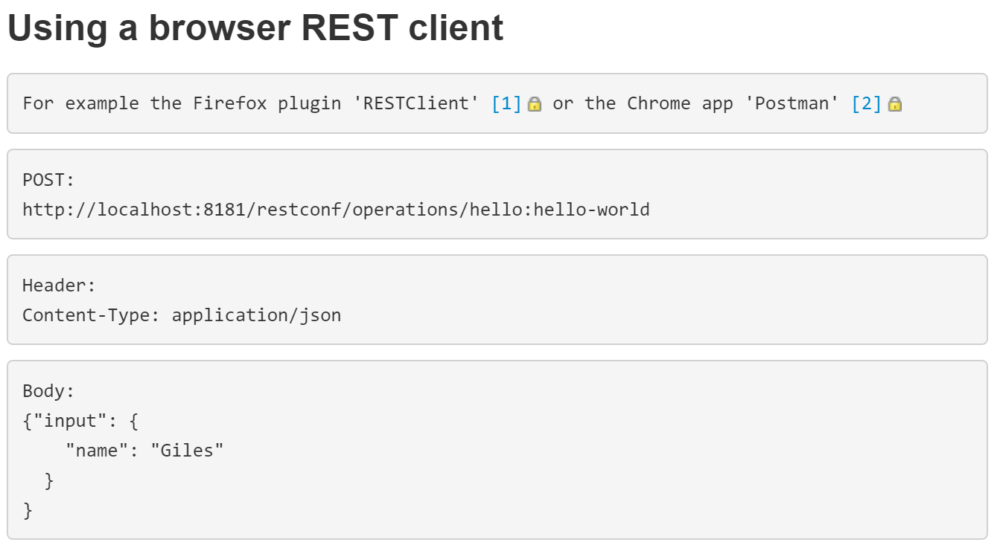 Using a browser REST client
For example the Firefox plugin 'RESTClient' [1] or the Chrome app 'Postman' [2]
POST:
http://localhost:8181/restconf/operations/hello:hello-world
Header:
Content-Type: application/json
Body:
{"input": {
    "name": "Giles"
  }
}